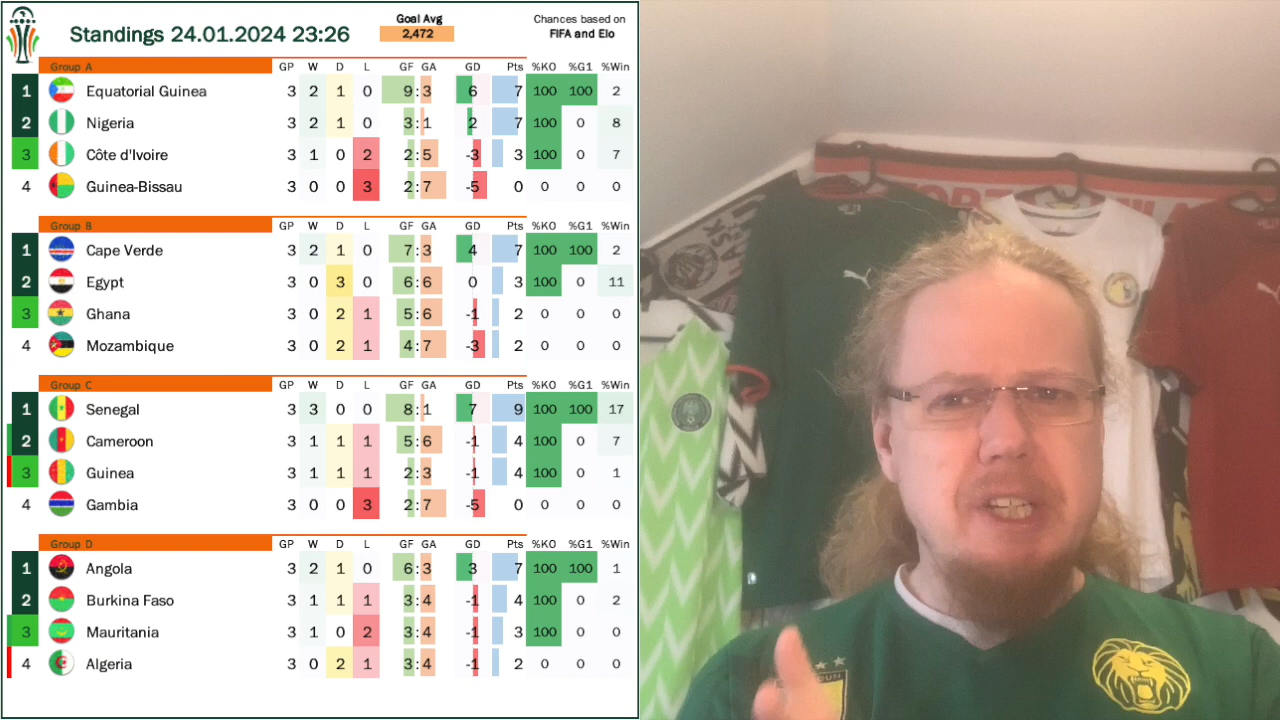 Standings 24.01.2024 23:26
Goal Avg
2,472
Chances based on
FIFA and Elo
Group A GP W D L GF GA GD Pts %KO %G1 %Win
1 Equatorial Guinea 3 2 1 0 9:3 6 7 100 100 2
2 Nigeria 3 2 1 0 3:1 2 7 100 0 8
3 Côte d'Ivoire 3 1 0 2 2:5 -3 3 100 0 7
4 Guinea-Bissau 3 0 0 3 2:7 -5 0 0 0 0
Group B GP W D L GF GA GD Pts %KO %G1 %Win
1 Cape Verde 3 2 1 0 7:3 4 7 100 100 2
2 Egypt 3 0 3 0 6:6 0 3 100 0 11
3 Ghana 3 0 2 1 5:6 -1 2 0 0 0
4 Mozambique 3 0 2 1 4:7 -3 2 0 0 0
Group C GP W D L GF GA GD Pts %KO %G1 %Win
1 Senegal 3 3 0 0 8:1 7 9 100 100 17
2 Cameroon 3 1 1 1 5:6 -1 4 100 0 7
3 Guinea 3 1 1 1 2:3 -1 4 100 0 1
4 Gambia 3 0 0 3 2:7 -5 0 0 0 0
Group D GP W D L GF GA GD Pts %KO %G1 %Win
1 Angola 3 2 1 0 6:3 3 7 100 100 1
2 Burkina Faso 3 1 1 1 3:4 -1 4 100 0 2
3 Mauritania 3 1 0 2 3:4 -1 3 100 0 0
4 Algeria 3 0 2 1 3:4 -1 2 0 0 0